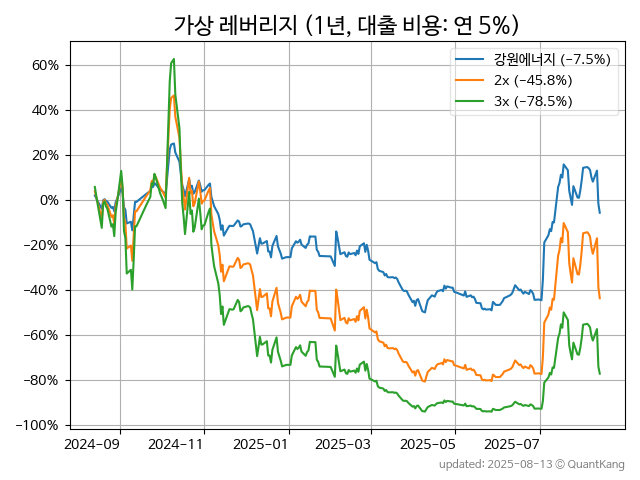 가상 레버리지 (1년, 대출 비용: 연 5%)
강원에너지 (-7.5%)
2x (-45.8%)
3x (-78.5%)
60%
40%
20%
0%
-20%
-40%
-60%
-80%
-100%
2024-09 2024-11 2025-01 2025-03 2025-05 2025-07
updated: 2025-08-13 © QuantKang